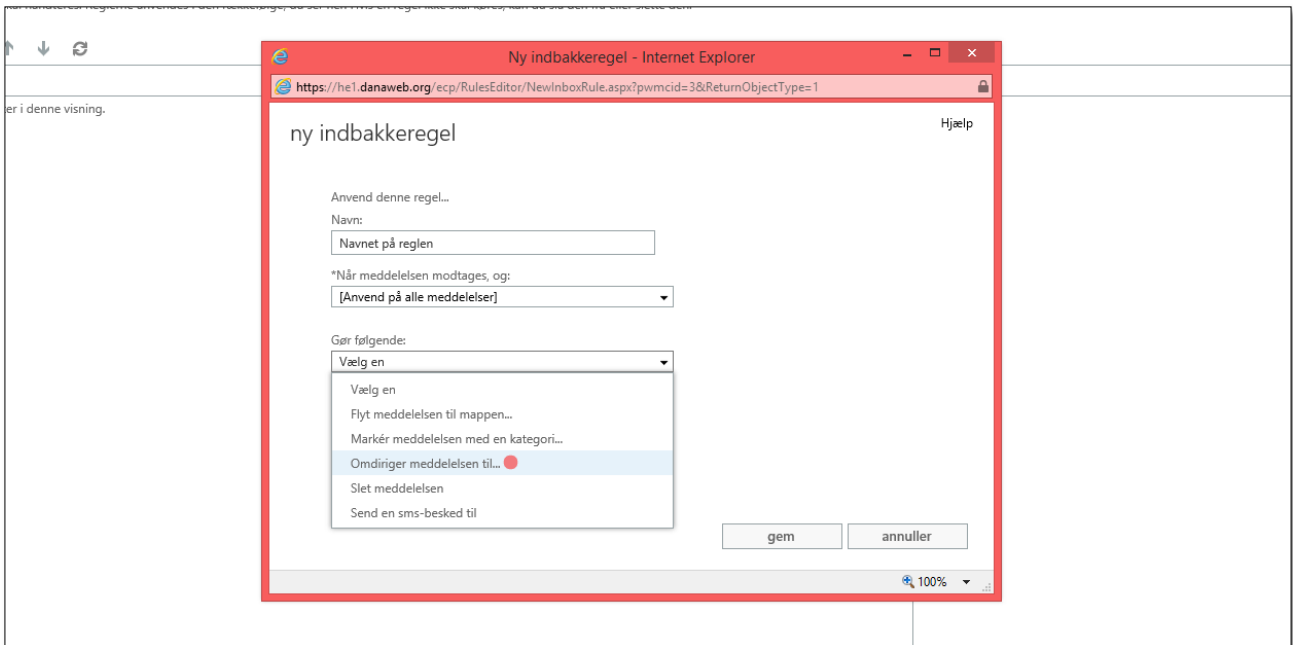 Ny indbakkeregel - Internet Explorer
https://he1.danaweb.org/ecp/RulesEditor/NewInboxRule.aspx?pwmcid=3&ReturnObjectType=1
er i denne visning.
Hjælp
ny indbakkeregel
Anvend denne regel...
Navn:
Navnet på reglen
*Når meddelelsen modtages, og:
[Anvend på alle meddelelser]
Gør følgende:
Vælg en
Vælg en
Flyt meddelelsen til mappen...
Markér meddelelsen med en kategori...
Omdiriger meddelelsen til...
Slet meddelelsen
Send en sms-besked til
gem annuller
100%